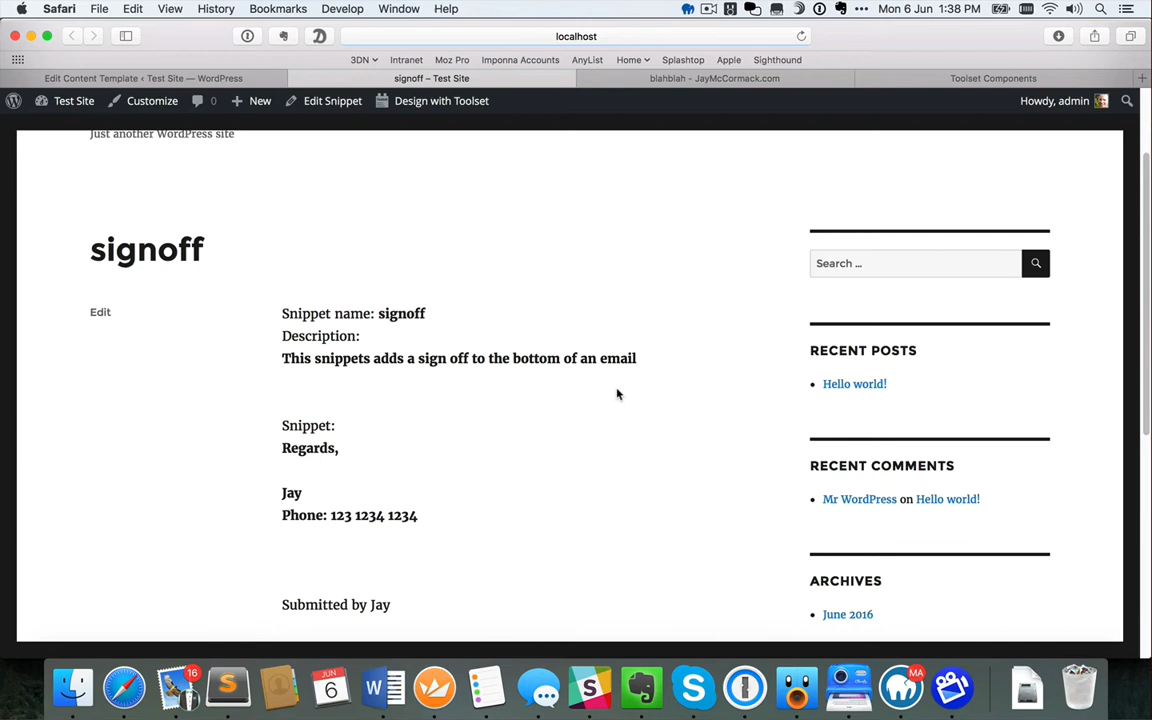 Safari File Edit View History Bookmarks Develop Window Help Mon 6 Jun 1:38 PM
localhost
3DN Intranet Moz Pro Imponna Accounts AnyList Home Splashtop Apple Sighthound
Edit Content Template ‹ Test Site — WordPress signoff – Test Site blahblah - JayMcCormack.com Toolset Components
Test Site Customize 0 New Edit Snippet Design with Toolset Howdy, admin
Just another WordPress site
signoff
Search ...
Edit
Snippet name: signoff
Description:
This snippets adds a sign off to the bottom of an email
RECENT POSTS
Hello world!
Snippet:
Regards,
Jay
Phone: 123 1234 1234
RECENT COMMENTS
Mr WordPress on Hello world!
ARCHIVES
June 2016
Submitted by Jay
16
JUN
6
MA